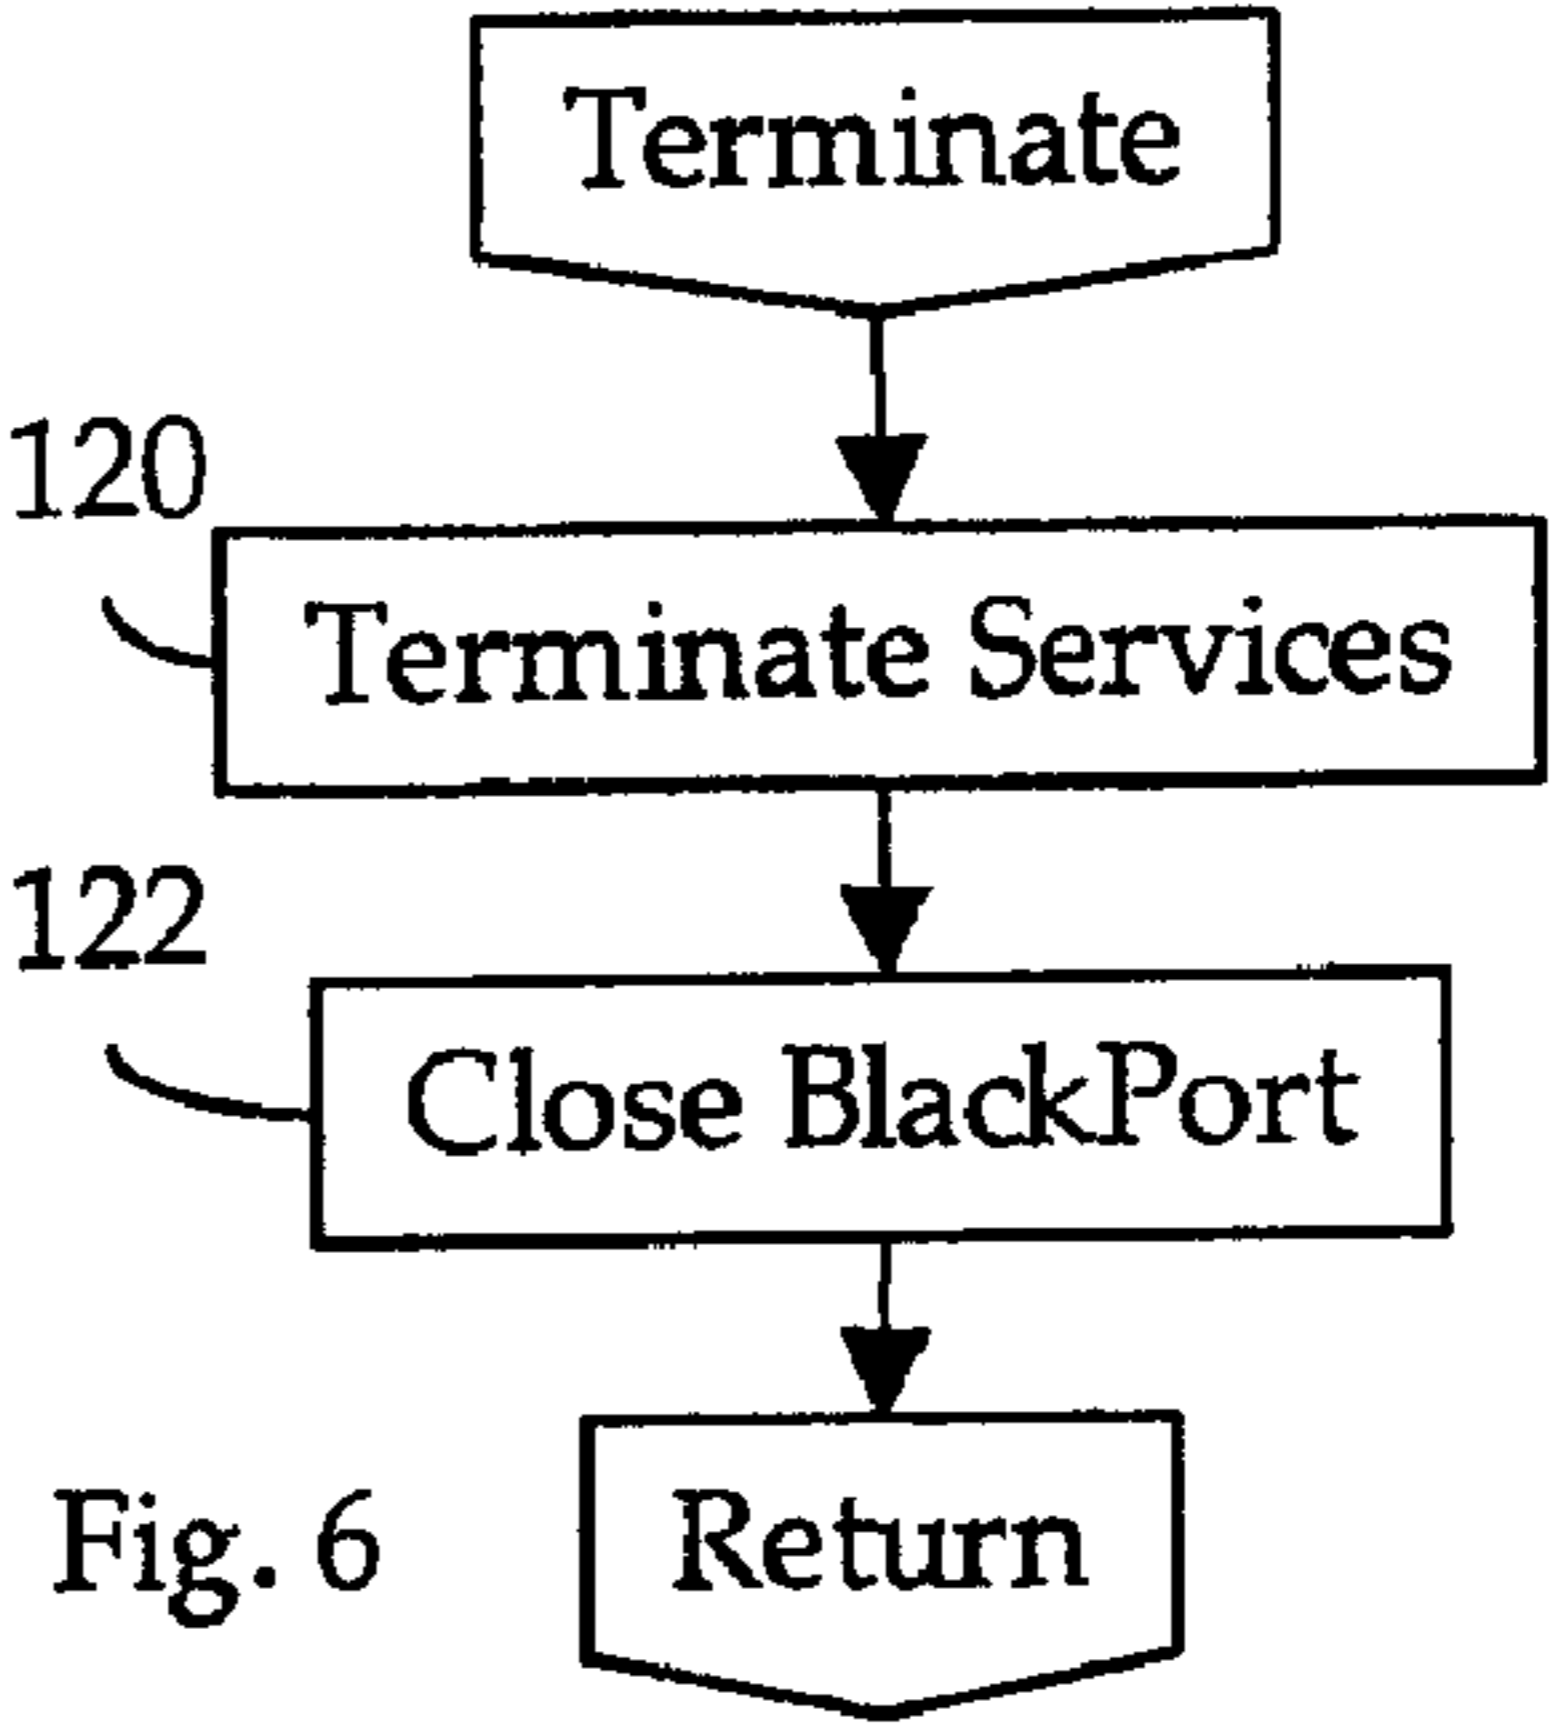 Terminate
120
Terminate Services
122
Close BlackPort
Fig. 6
Return